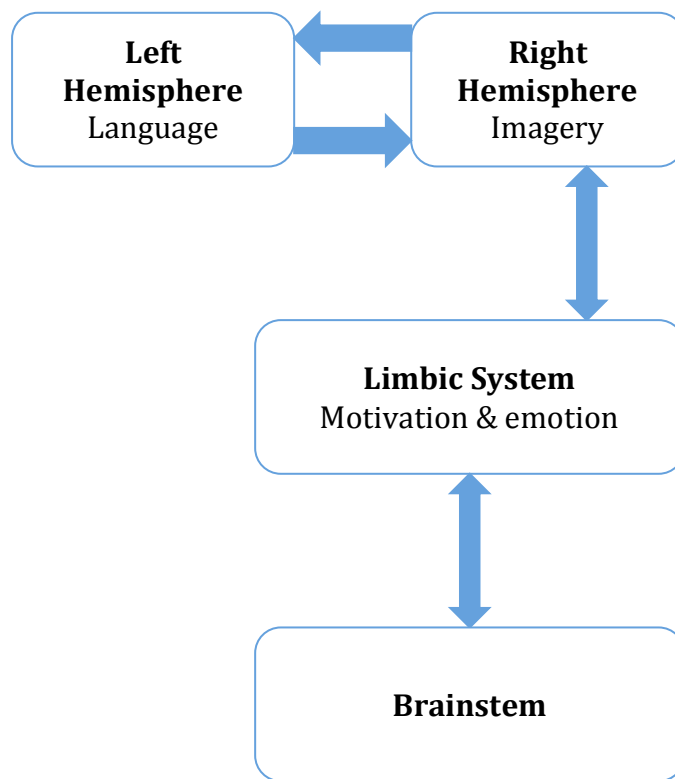 Left
Hemisphere
Language
Right
Hemisphere
Imagery
Limbic System
Motivation & emotion
Brainstem